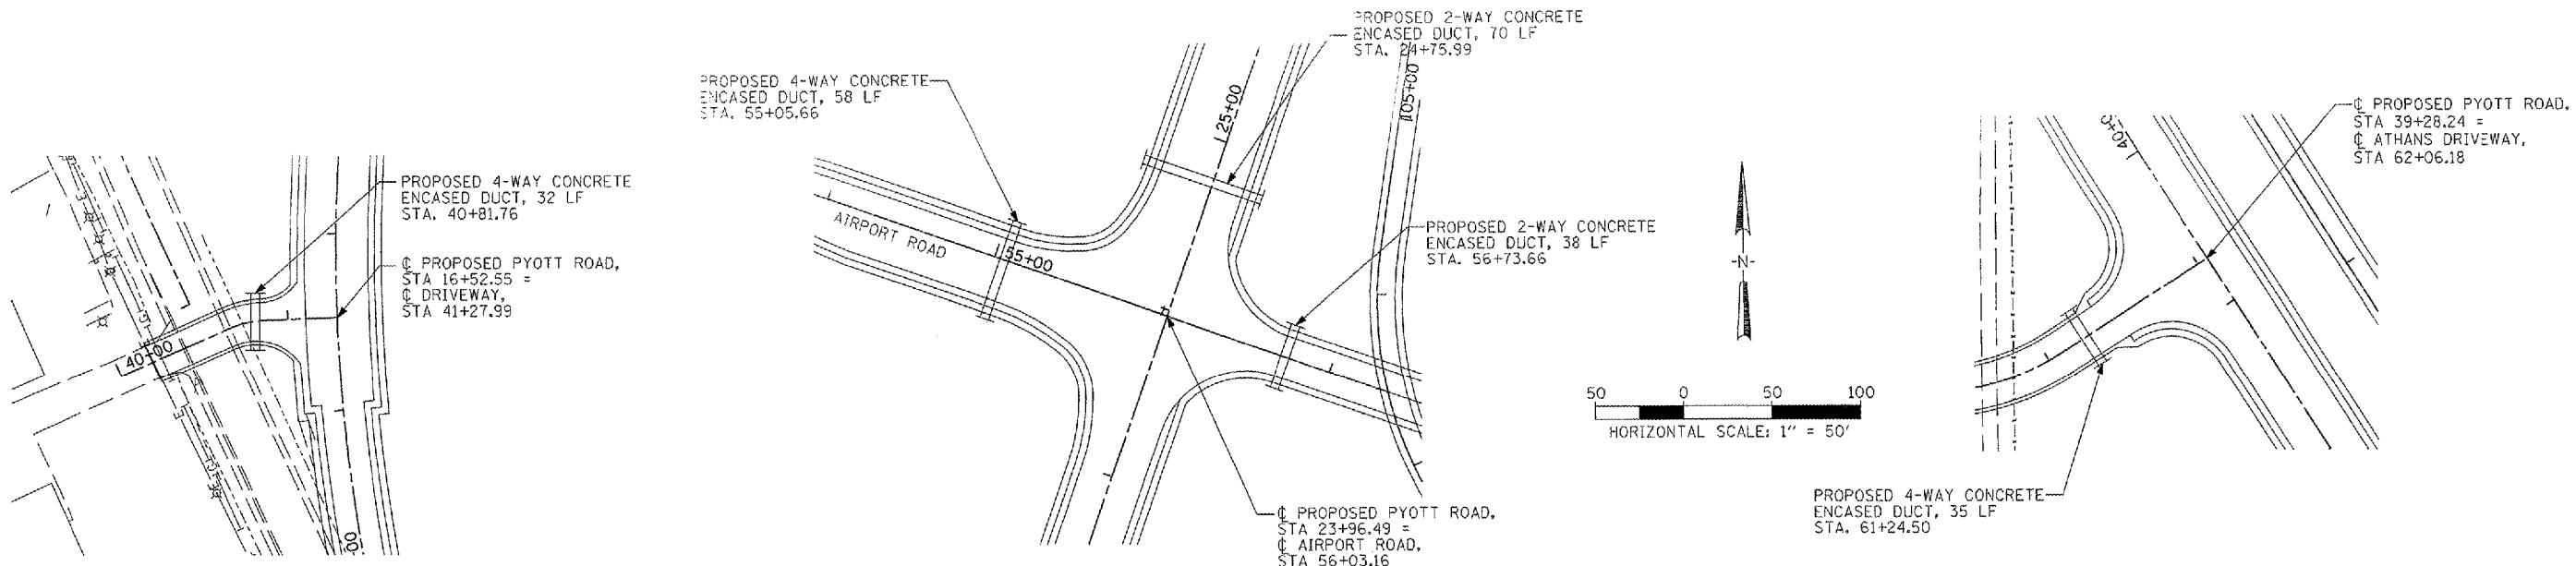 PROPOSED 4-WAY CONCRETE
ENCASED DUCT, 32 LF
STA. 40+81.76
℄ PROPOSED PYOTT ROAD,
STA 16+52.55 =
℄ DRIVEWAY,
STA 41+27.99
40+00
00
PROPOSED 4-WAY CONCRETE
ENCASED DUCT, 58 LF
STA. 55+05.66
PROPOSED 2-WAY CONCRETE
ENCASED DUCT, 70 LF
STA. 24+75.99
25+00
105+00
AIRPORT ROAD
55+00
PROPOSED 2-WAY CONCRETE
ENCASED DUCT, 38 LF
STA. 56+73.66
℄ PROPOSED PYOTT ROAD,
STA 23+96.49 =
℄ AIRPORT ROAD,
STA 56+03.16
-N-
50 0 50 100
HORIZONTAL SCALE: 1" = 50'
℄ PROPOSED PYOTT ROAD,
STA 39+28.24 =
℄ ATHANS DRIVEWAY,
STA 62+06.18
PROPOSED 4-WAY CONCRETE
ENCASED DUCT, 35 LF
STA. 61+24.50